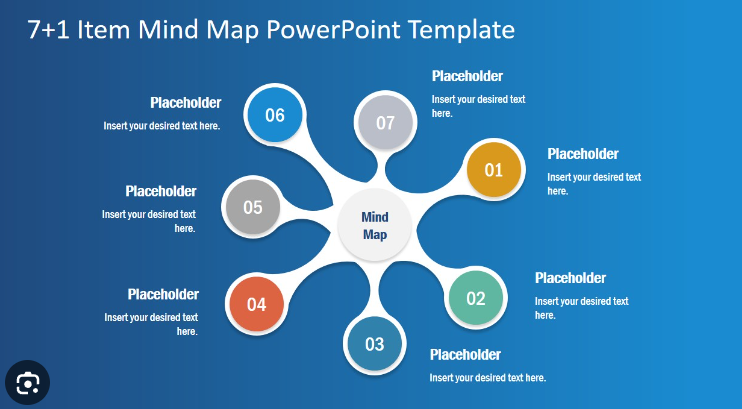 7+1 Item Mind Map PowerPoint Template
Placeholder
Insert your desired text
here.
07
Placeholder
Insert your desired text here.
06
01
Placeholder
Insert your desired text
here.
Placeholder
Insert your desired text
here.
05
Mind
Map
Placeholder
Insert your desired text
here.
04
02
Placeholder
Insert your desired text
here.
03
Placeholder
Insert your desired text here.